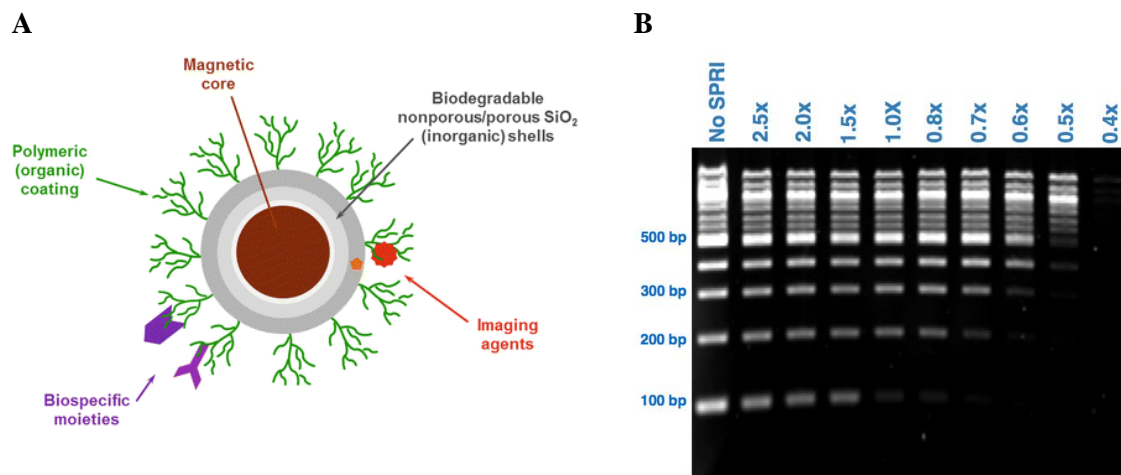 A
Magnetic
core
Biodegradable
nonporous/porous SiO₂
(inorganic) shells
Polymeric
(organic)
coating
Imaging
agents
Biospecific
moieties
B
No SPRI
2.5x
2.0x
1.5x
1.0X
0.8x
0.7x
0.6x
0.5x
0.4x
500 bp
300 bp
200 bp
100 bp